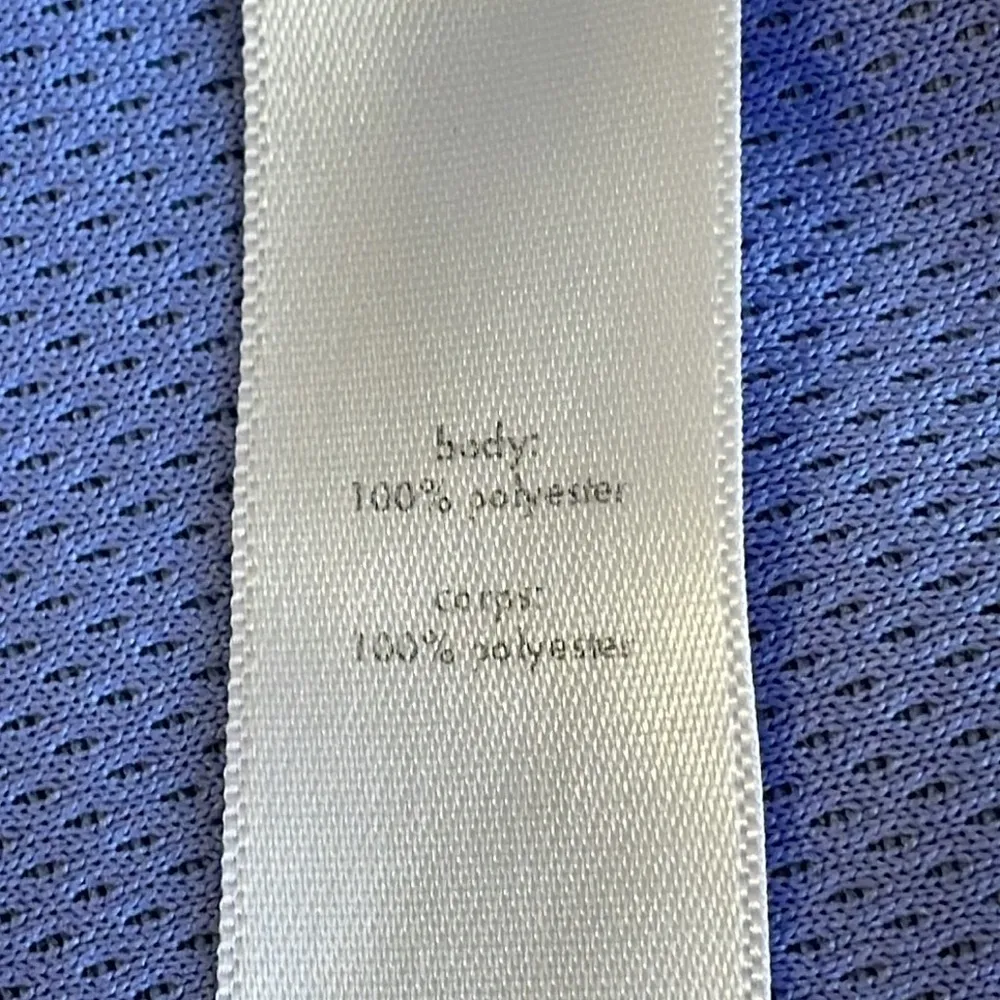 body:
100% polyester
corps:
100% polyester